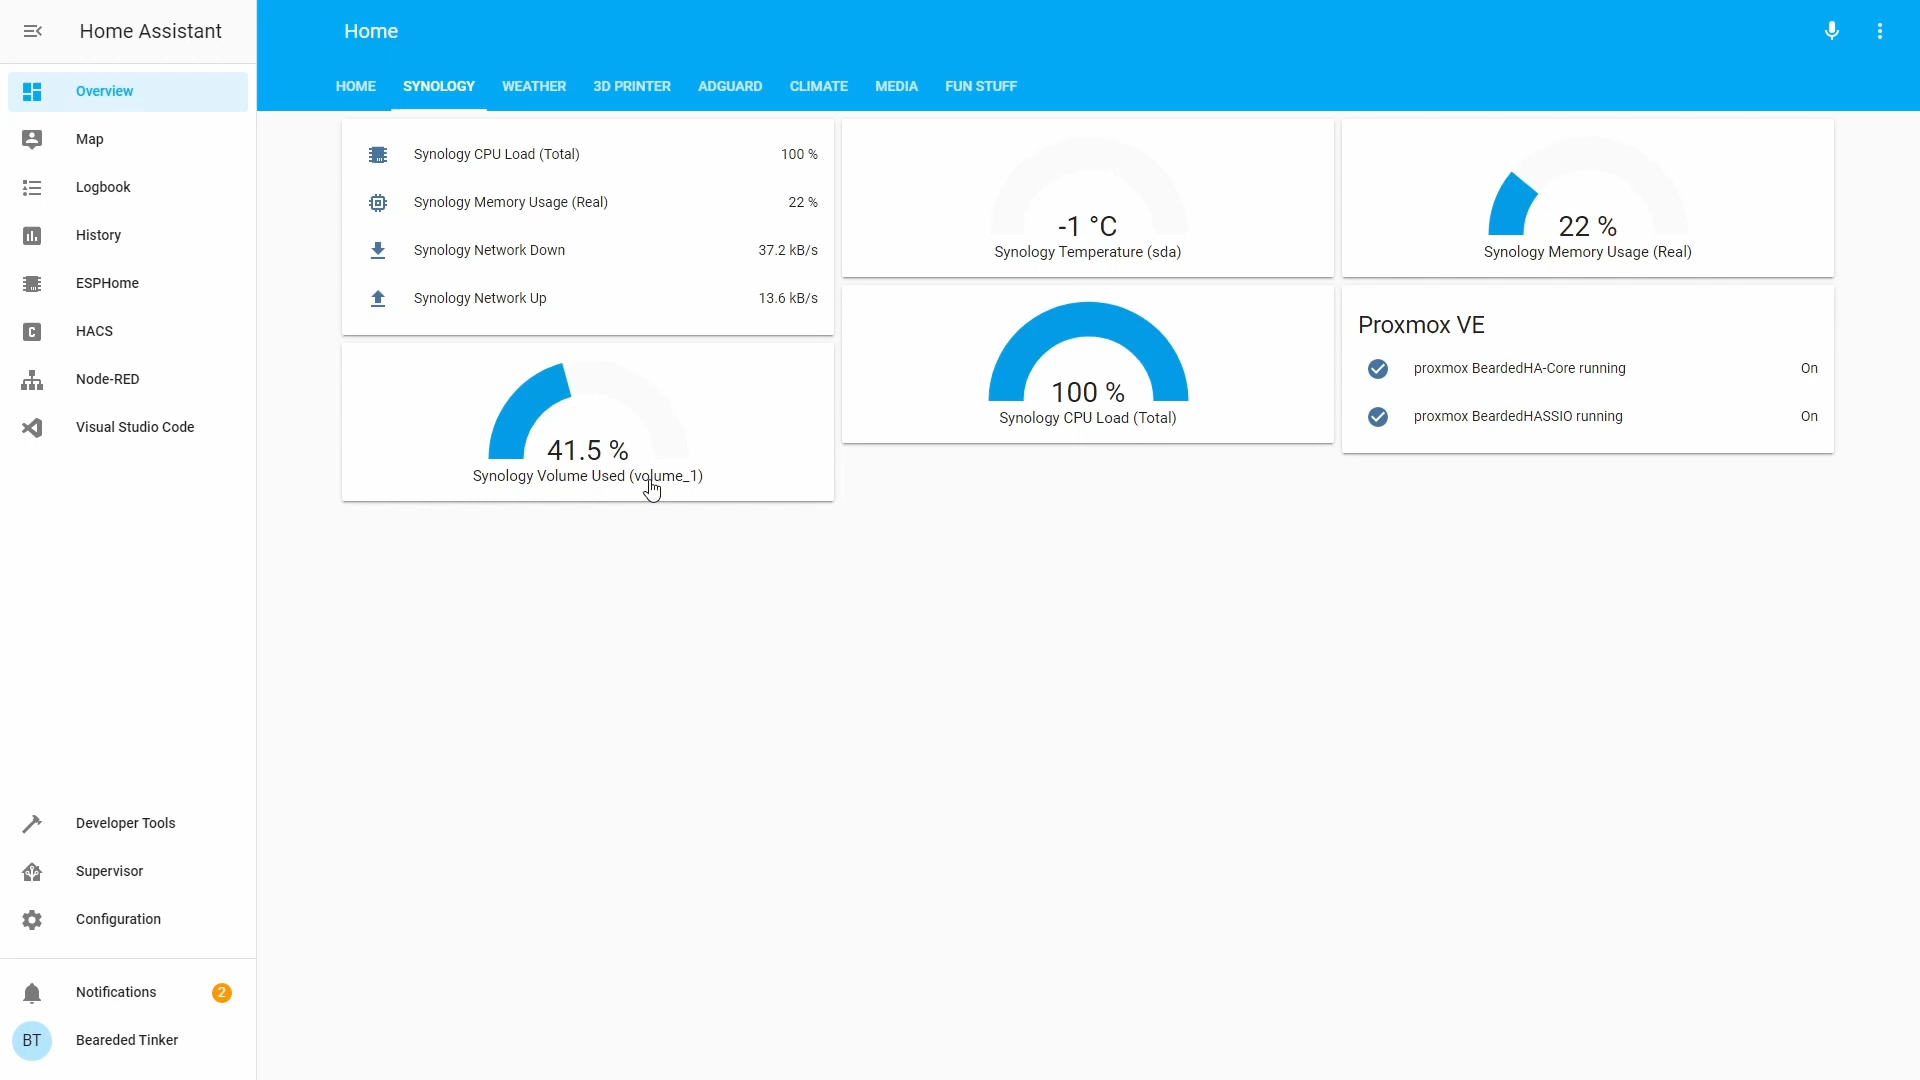 Home Assistant
Overview
Map
Logbook
History
ESPHome
HACS
Node-RED
Visual Studio Code
Developer Tools
Supervisor
Configuration
Notifications 2
BT Beareded Tinker
Home
HOME SYNOLOGY WEATHER 3D PRINTER ADGUARD CLIMATE MEDIA FUN STUFF
Synology CPU Load (Total) 100 %
Synology Memory Usage (Real) 22 %
Synology Network Down 37.2 kB/s
Synology Network Up 13.6 kB/s
41.5 %
Synology Volume Used (volume_1)
-1 °C
Synology Temperature (sda)
100 %
Synology CPU Load (Total)
22 %
Synology Memory Usage (Real)
Proxmox VE
proxmox BeardedHA-Core running On
proxmox BeardedHASSIO running On